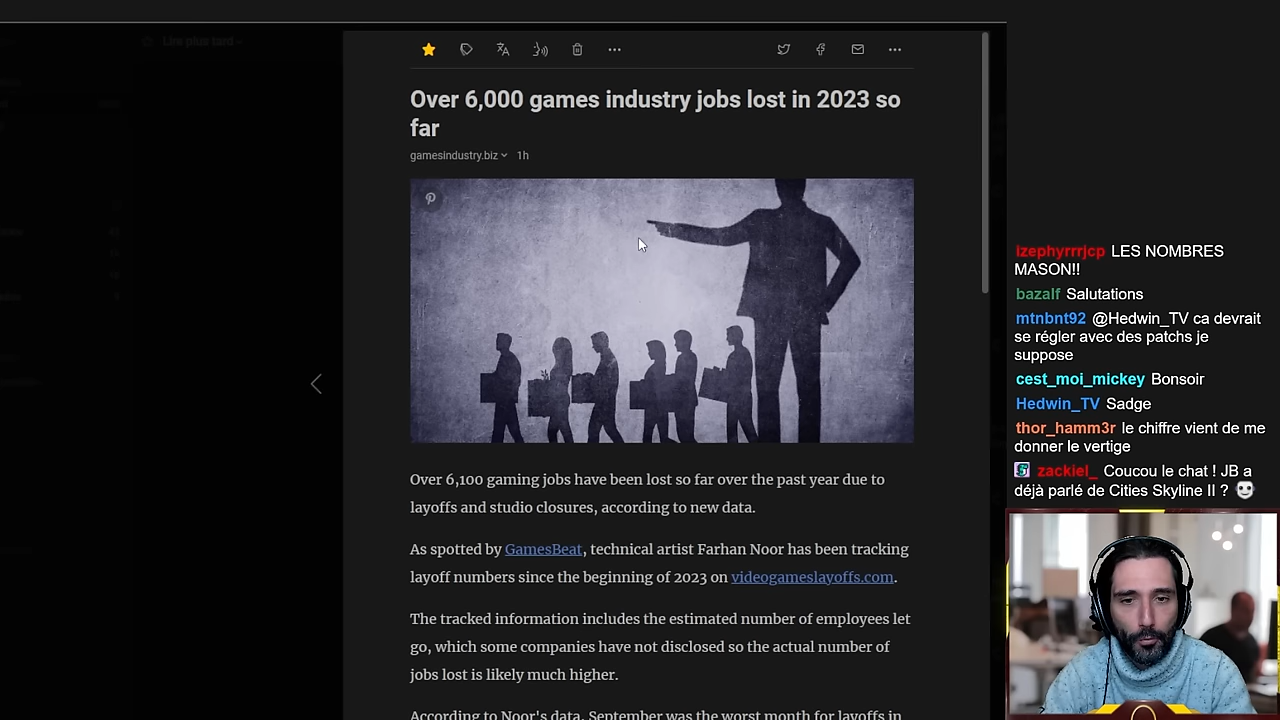 Lire plus tard
Over 6,000 games industry jobs lost in 2023 so
far
gamesindustry.biz 1h
Over 6,100 gaming jobs have been lost so far over the past year due to
layoffs and studio closures, according to new data.
As spotted by GamesBeat, technical artist Farhan Noor has been tracking
layoff numbers since the beginning of 2023 on videogameslayoffs.com.
The tracked information includes the estimated number of employees let
go, which some companies have not disclosed so the actual number of
jobs lost is likely much higher.
According to Noor's data, September was the worst month for layoffs in
izephyrrrjcp LES NOMBRES
MASON!!
bazalf Salutations
mtnbnt92 @Hedwin_TV ca devrait
se régler avec des patchs je
suppose
cest_moi_mickey Bonsoir
Hedwin_TV Sadge
thor_hamm3r le chiffre vient de me
donner le vertige
zackiel_ Coucou le chat ! JB a
déjà parlé de Cities Skyline II ?